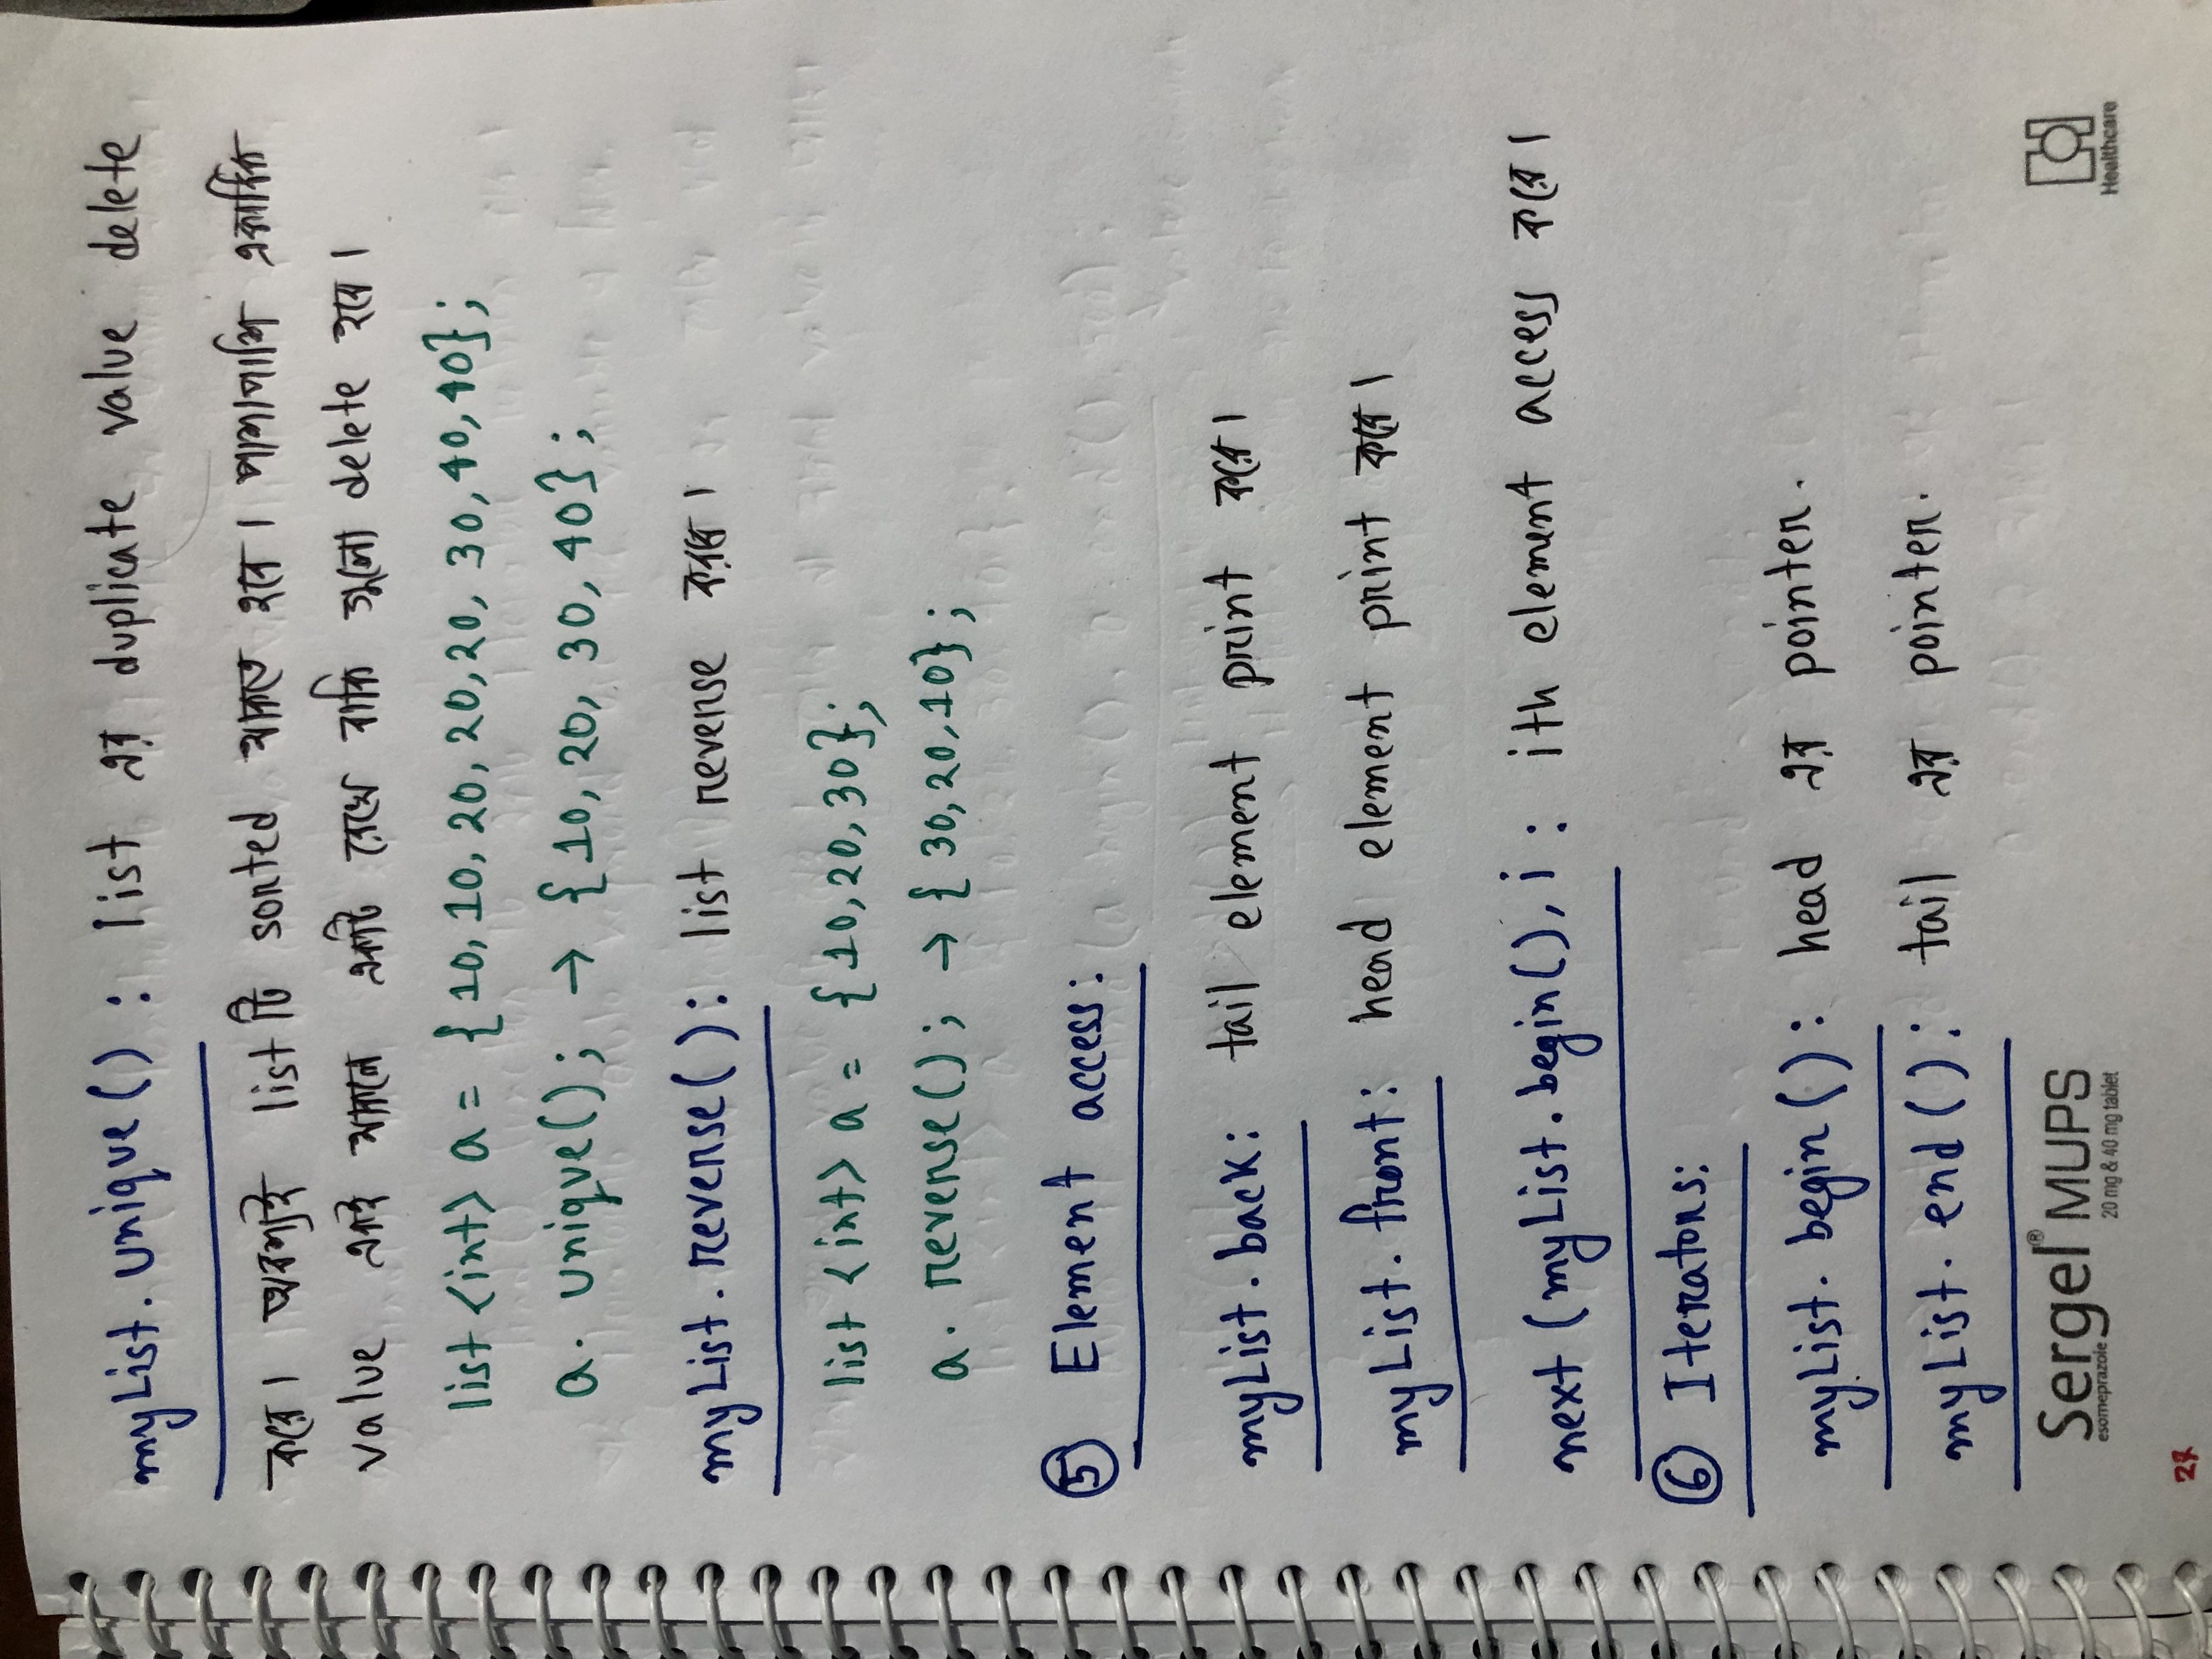 myList. unique() : list এর duplicate value delete
করে। অবশ্যই list টি sorted থাকতে হবে। পাশাপাশি একাধিক
value একই থাকলে একটি রেখে বাকি গুলো delete হবে।
list <int> a = { 10, 10, 20, 20, 20, 30, 40, 40};
a. unique(); → { 10, 20, 30, 40} ;
myList. reverse() : list reverse করবে।
list <int> a = { 10, 20, 30};
a. reverse(); → { 30, 20, 10} ;
5 Element access:
myList. back: tail element print করে।
myList. front: head element print করে।
next (myList. begin(), i : ith element access করে।
6 Iterators:
myList. begin() : head এর pointer.
myList. end() : tail এর pointer.
Sergel® MUPS
esomeprazole 20 mg & 40 mg tablet
Healthcare